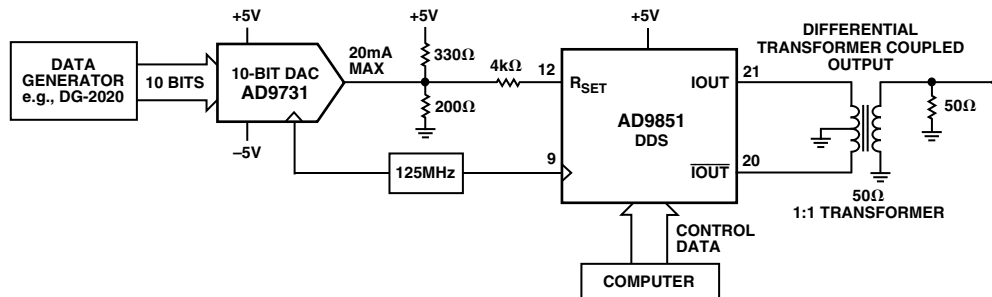 DATA
GENERATOR
e.g., DG-2020
10 BITS
+5V
10-BIT DAC
AD9731
–5V
20mA
MAX
+5V
330Ω
200Ω
4kΩ
125MHz
+5V
12
RSET
9
AD9851
DDS
IOUT
21
IOUT
20
CONTROL
DATA
COMPUTER
DIFFERENTIAL
TRANSFORMER COUPLED
OUTPUT
50Ω
50Ω
1:1 TRANSFORMER